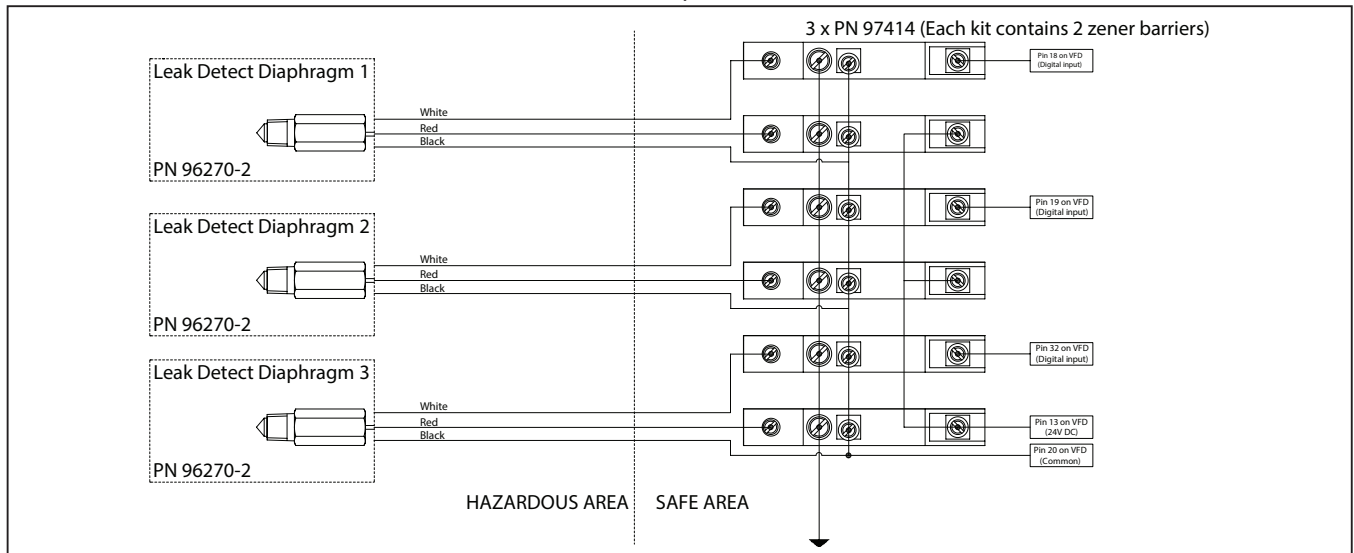 3 x PN 97414 (Each kit contains 2 zener barriers)
Leak Detect Diaphragm 1
White
Red
Black
PN 96270-2
Pin 18 on VFD
(Digital input)
Leak Detect Diaphragm 2
White
Red
Black
PN 96270-2
Pin 19 on VFD
(Digital input)
Leak Detect Diaphragm 3
White
Red
Black
PN 96270-2
Pin 32 on VFD
(Digital input)
Pin 13 on VFD
(24V DC)
Pin 20 on VFD
(Common)
HAZARDOUS AREA
SAFE AREA